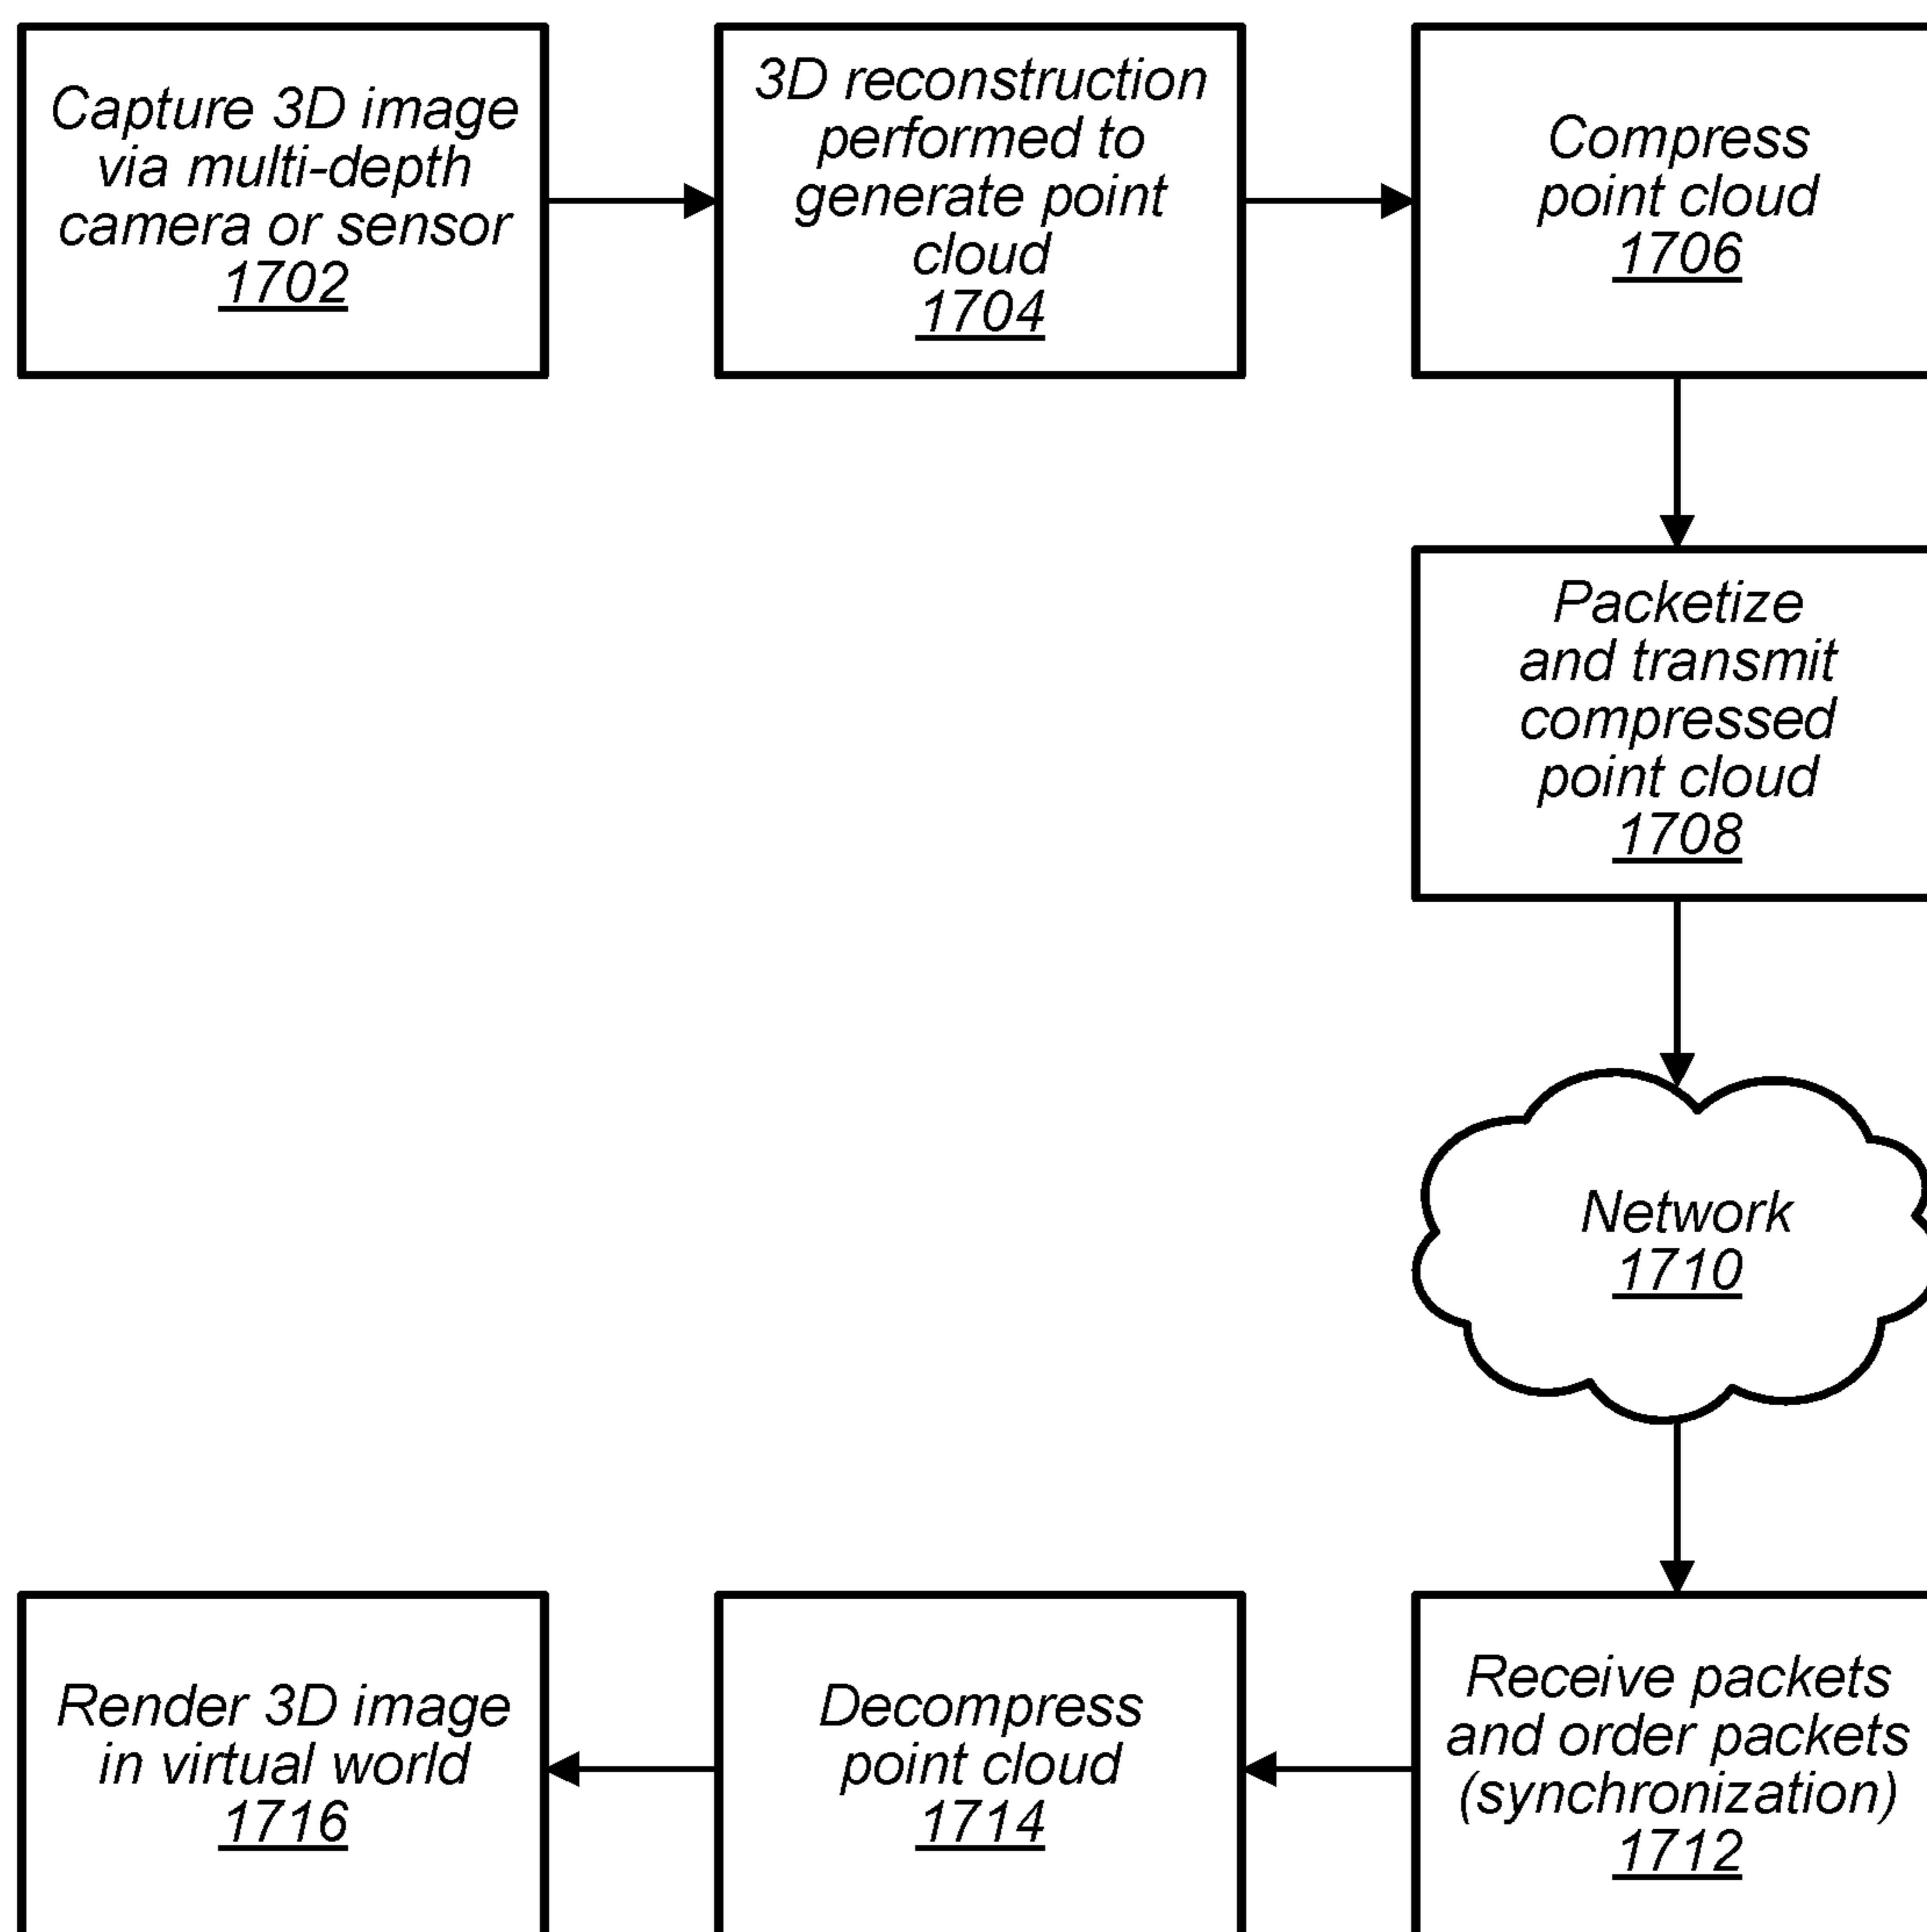 Capture 3D image
via multi-depth
camera or sensor
1702
3D reconstruction
performed to
generate point
cloud
1704
Compress
point cloud
1706
Packetize
and transmit
compressed
point cloud
1708
Network
1710
Receive packets
and order packets
(synchronization)
1712
Decompress
point cloud
1714
Render 3D image
in virtual world
1716